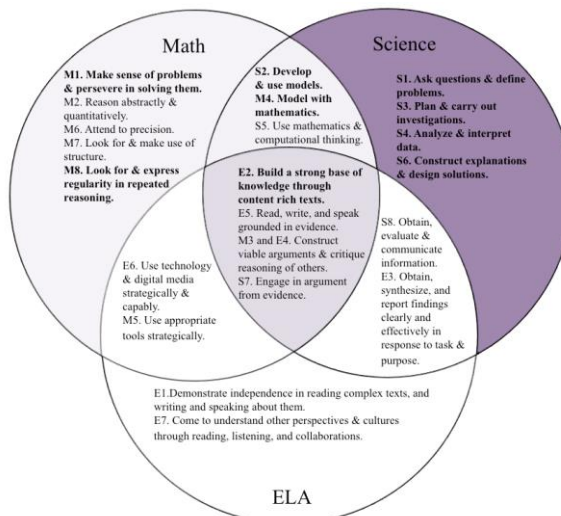 Math
Science
M1. Make sense of problems
& persevere in solving them.
M2. Reason abstractly &
quantitatively.
M6. Attend to precision.
M7. Look for & make use of
structure.
M8. Look for & express
regularity in repeated
reasoning.
S2. Develop
& use models.
M4. Model with
mathematics.
S5. Use mathematics &
computational thinking.
S1. Ask questions & define
problems.
S3. Plan & carry out
investigations.
S4. Analyze & interpret
data.
S6. Construct explanations
& design solutions.
E2. Build a strong base of
knowledge through
content rich texts.
E5. Read, write, and speak
grounded in evidence.
M3 and E4. Construct
viable arguments & critique
reasoning of others.
S7. Engage in argument
from evidence.
E6. Use technology
& digital media
strategically &
capably.
M5. Use appropriate
tools strategically.
S8. Obtain,
evaluate &
communicate
information.
E3. Obtain,
synthesize, and
report findings
clearly and
effectively in
response to task &
purpose.
E1.Demonstrate independence in reading complex texts, and
writing and speaking about them.
E7. Come to understand other perspectives & cultures
through reading, listening, and collaborations.
ELA